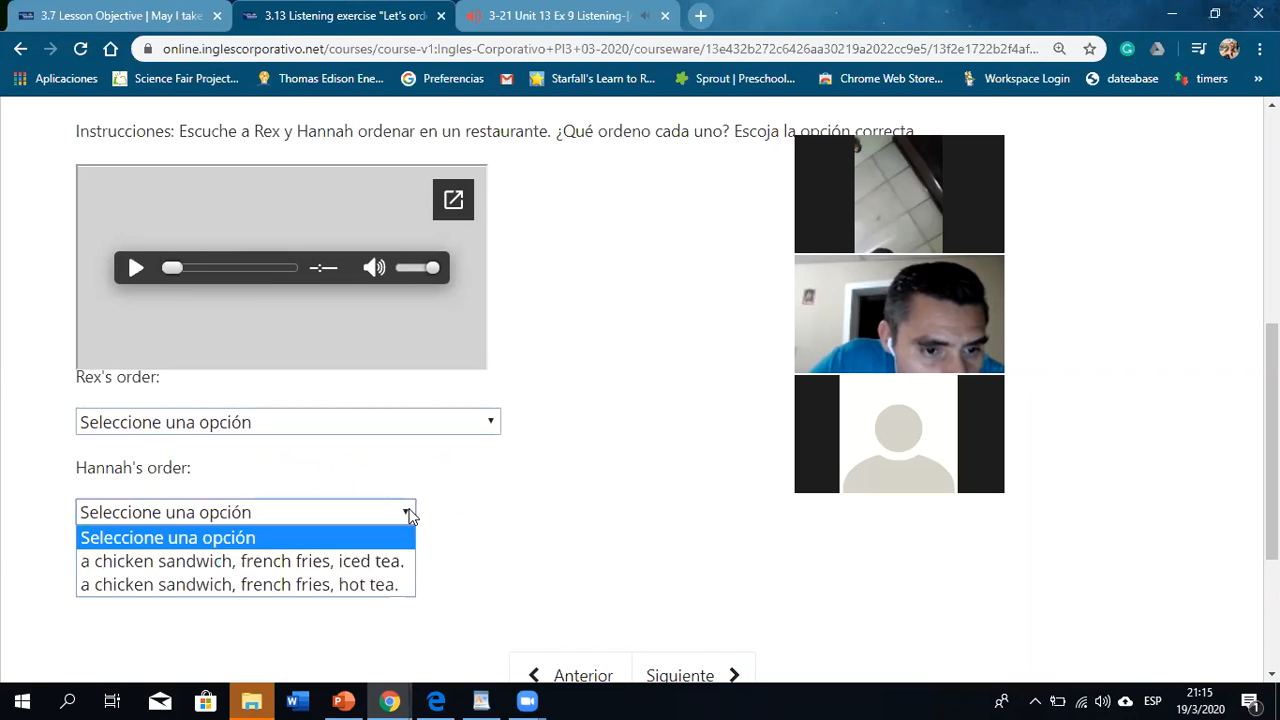 3.7 Lesson Objective | May I take
3.13 Listening exercise "Let's ord
3-21 Unit 13 Ex 9 Listening-[
online.inglescorporativo.net/courses/course-v1:Ingles-Corporativo+PI3+03-2020/courseware/13e432b272c6426aa30219a2022cc9e5/13f2e1722b2f4af...
Aplicaciones
Science Fair Project...
Thomas Edison Ene...
Preferencias
Starfall's Learn to R...
Sprout | Preschool...
Chrome Web Store...
Workspace Login
dateabase
timers
»
Instrucciones: Escuche a Rex y Hannah ordenar en un restaurante. ¿Qué ordeno cada uno? Escoja la opción correcta
-:--
Rex's order:
Seleccione una opción
Hannah's order:
Seleccione una opción
Seleccione una opción
a chicken sandwich, french fries, iced tea.
a chicken sandwich, french fries, hot tea.
Anterior
Siguiente
ESP
21:15
19/3/2020
1